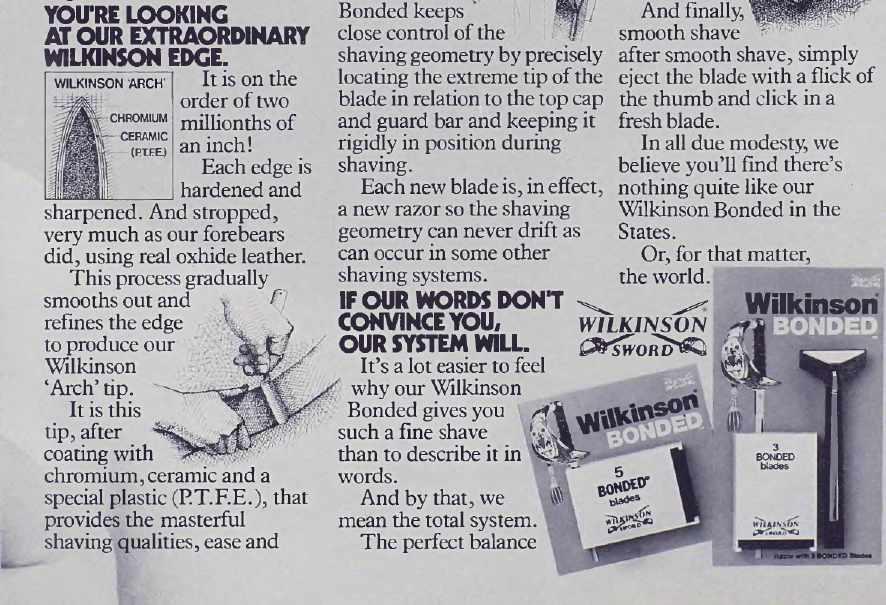 YOU'RE LOOKING
AT OUR EXTRAORDINARY
WILKINSON EDGE.
WILKINSON 'ARCH'
CHROMIUM
CERAMIC
(P.T.F.E.)
It is on the
order of two
millionths of
an inch!
Each edge is
hardened and
sharpened. And stropped,
very much as our forebears
did, using real oxhide leather.
This process gradually
smooths out and
refines the edge
to produce our
Wilkinson
'Arch' tip.
It is this
tip, after
coating with
chromium, ceramic and a
special plastic (P.T.F.E.), that
provides the masterful
shaving qualities, ease and
Bonded keeps
close control of the
shaving geometry by precisely
locating the extreme tip of the
blade in relation to the top cap
and guard bar and keeping it
rigidly in position during
shaving.
Each new blade is, in effect,
a new razor so the shaving
geometry can never drift as
can occur in some other
shaving systems.
IF OUR WORDS DON'T
CONVINCE YOU,
OUR SYSTEM WILL.
It's a lot easier to feel
why our Wilkinson
Bonded gives you
such a fine shave
than to describe it in
words.
And by that, we
mean the total system.
The perfect balance
And finally,
smooth shave
after smooth shave, simply
eject the blade with a flick of
the thumb and click in a
fresh blade.
In all due modesty, we
believe you'll find there's
nothing quite like our
Wilkinson Bonded in the
States.
Or, for that matter,
the world.
WILKINSON
SWORD
Wilkinson
BONDED
5
BONDED
blades
WILKINSON
SWORD
Wilkinson
BONDED
3
BONDED
blades
WILKINSON
SWORD
Razor with 3 BONDED Blades